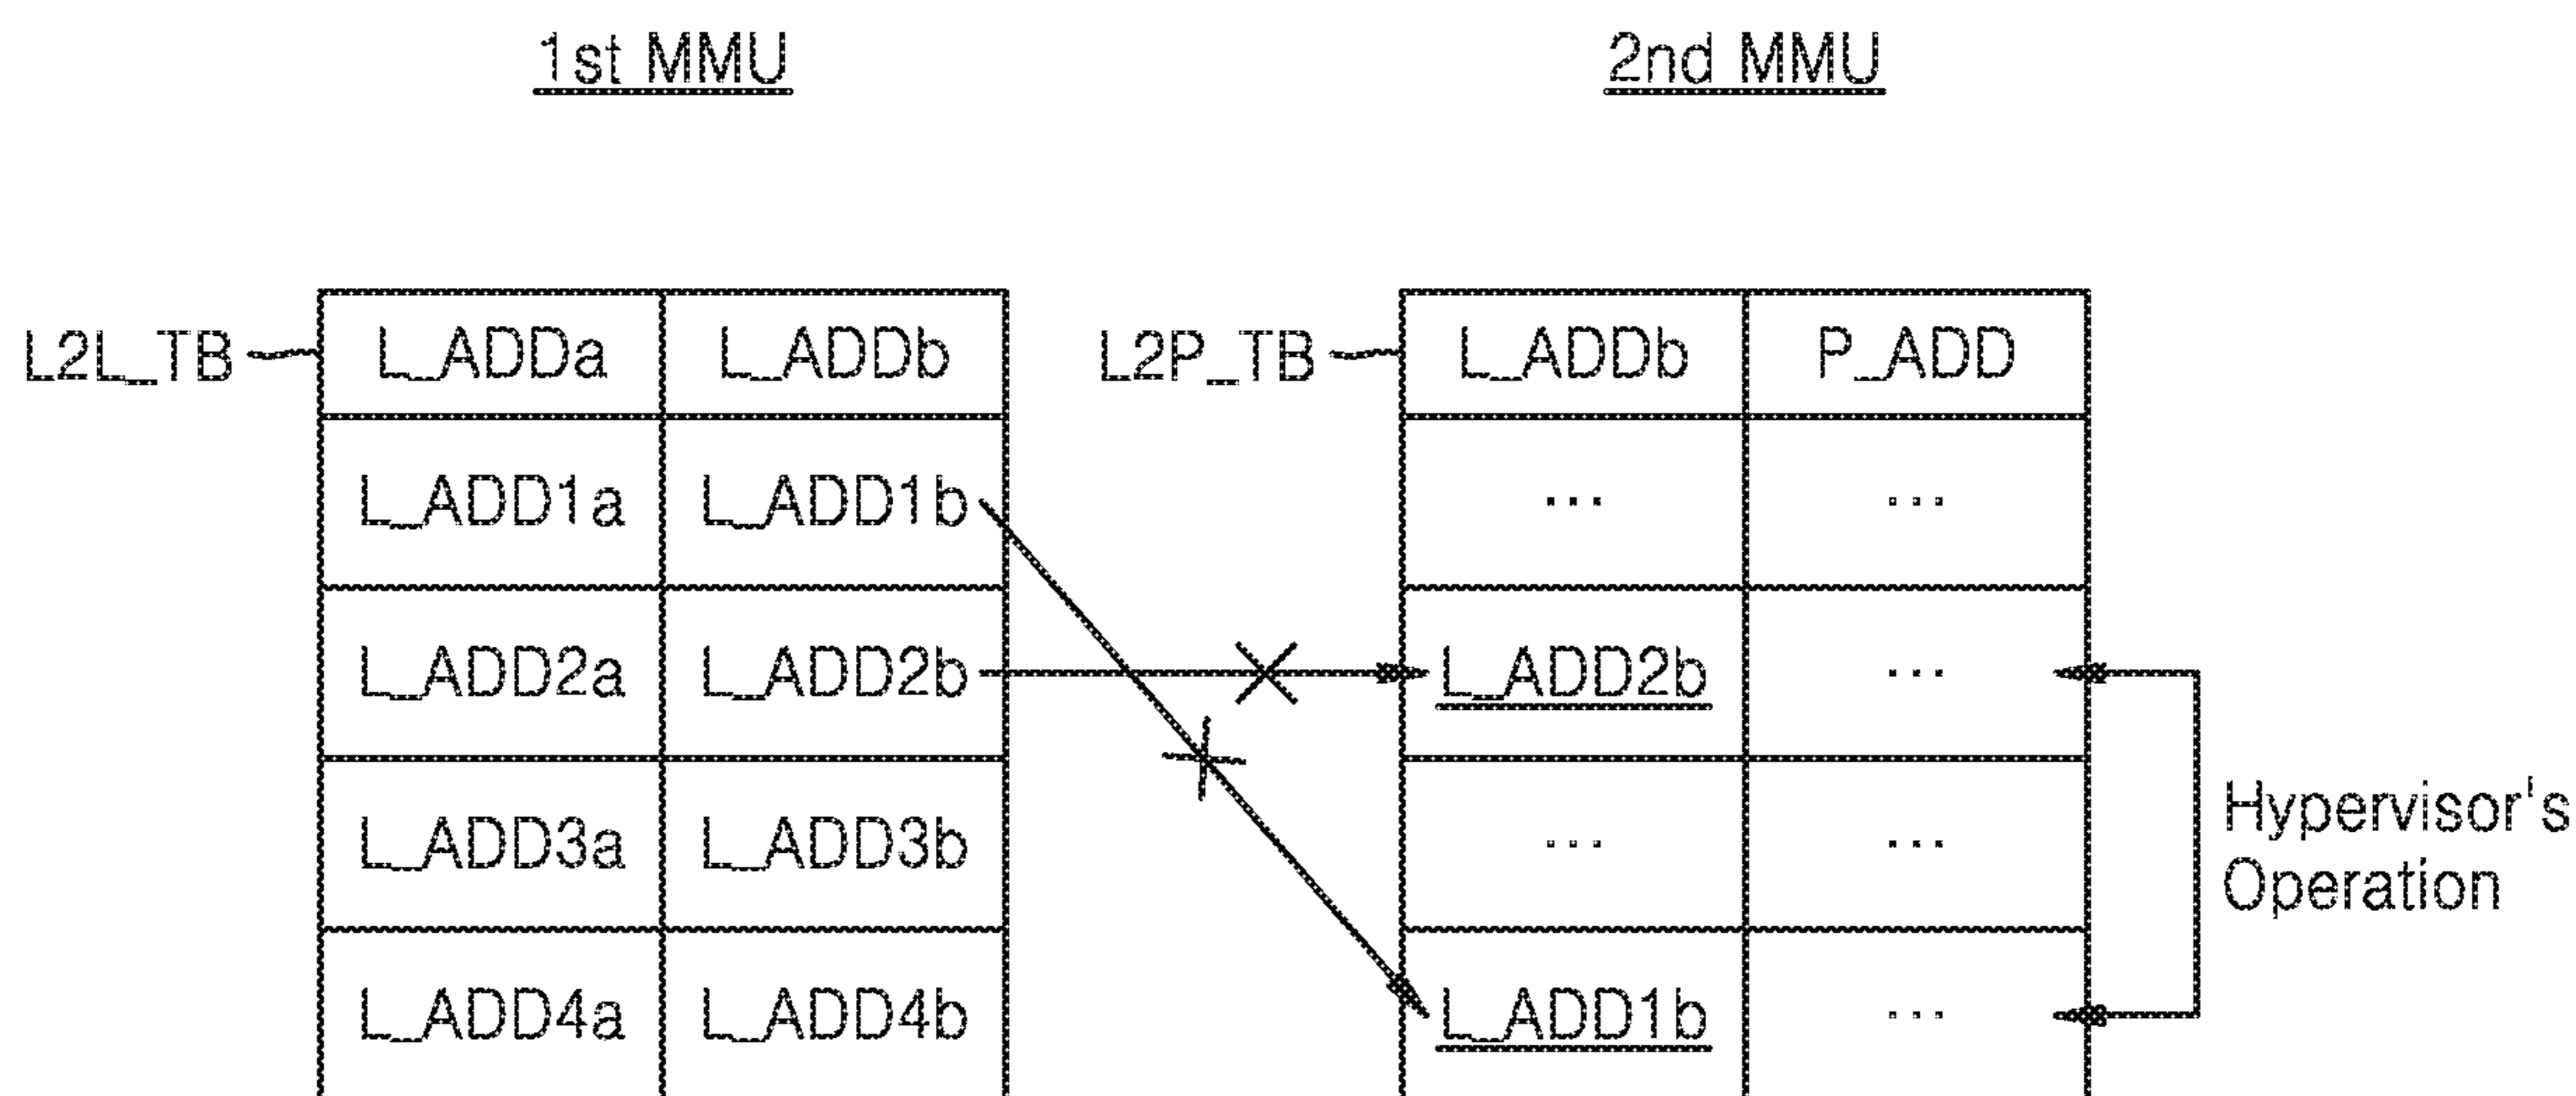 1st MMU
2nd MMU
L2L_TB
L_ADDa L_ADDb
L_ADD1a L_ADD1b
L_ADD2a L_ADD2b
L_ADD3a L_ADD3b
L_ADD4a L_ADD4b
L2P_TB
L_ADDb P_ADD
... ...
L_ADD2b ...
... ...
L_ADD1b ...
Hypervisor's
Operation